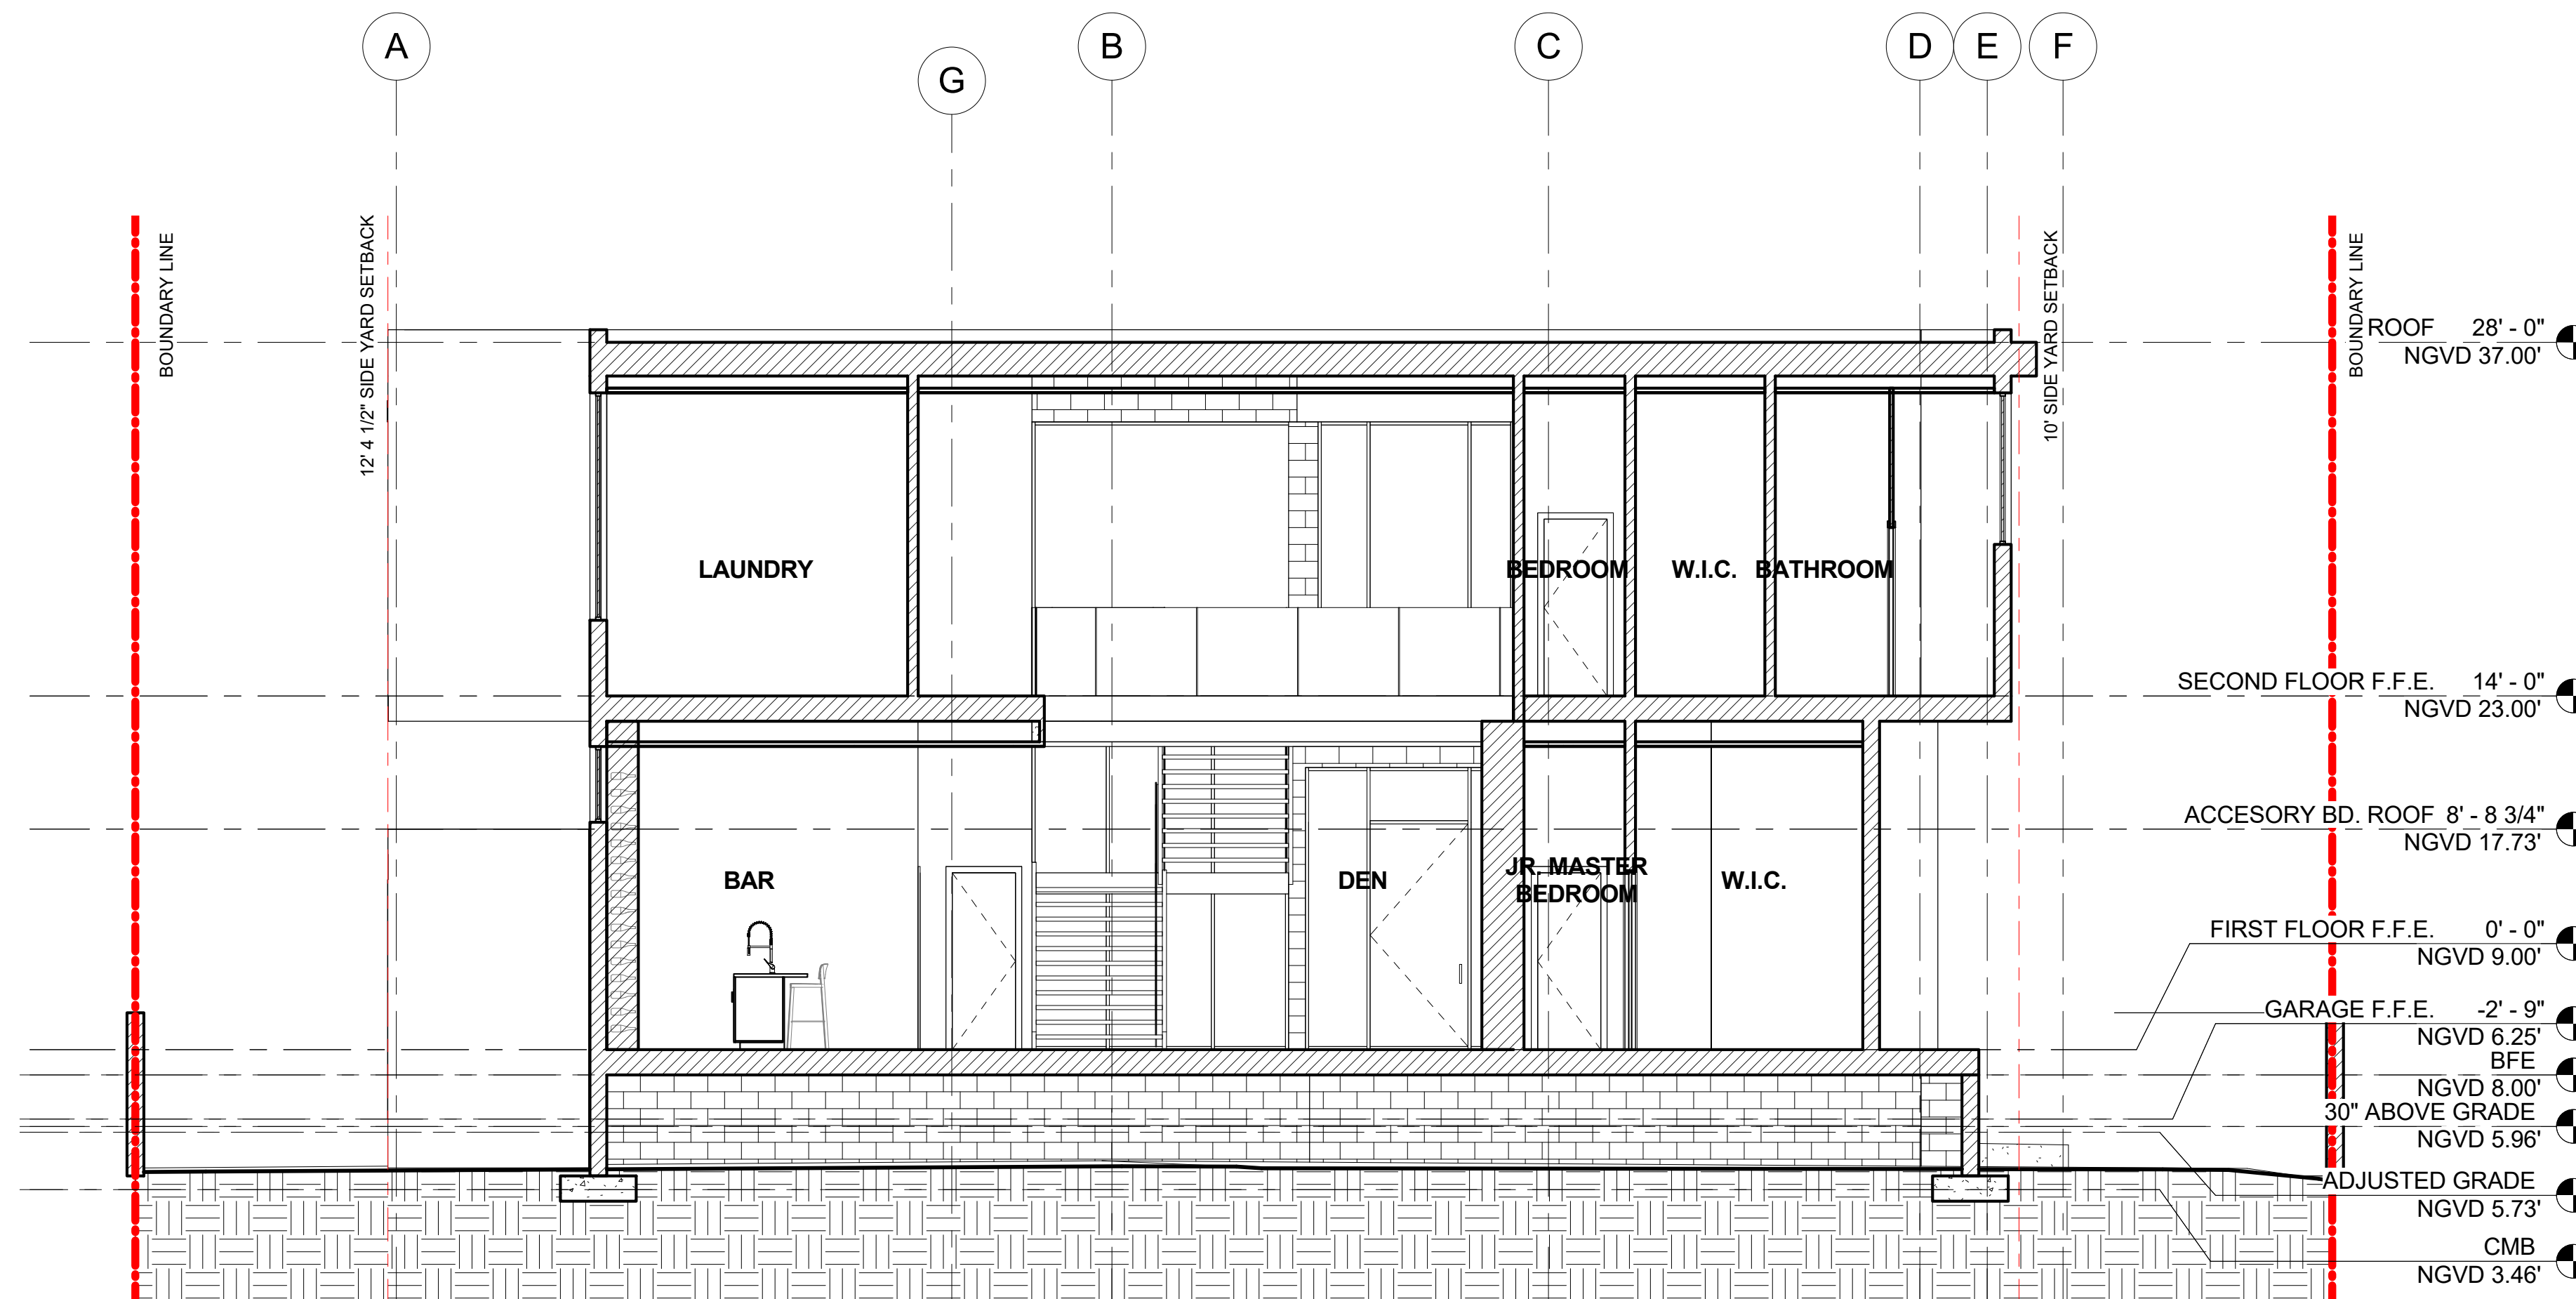 A
G
B
C
D
E
F
BOUNDARY LINE
12' 4 1/2" SIDE YARD SETBACK
10' SIDE YARD SETBACK
BOUNDARY LINE
ROOF 28' - 0"
NGVD 37.00'
LAUNDRY
BEDROOM
W.I.C.
BATHROOM
SECOND FLOOR F.F.E. 14' - 0"
NGVD 23.00'
ACCESORY BD. ROOF 8' - 8 3/4"
NGVD 17.73'
BAR
DEN
JR. MASTER
BEDROOM
W.I.C.
FIRST FLOOR F.F.E. 0' - 0"
NGVD 9.00'
GARAGE F.F.E. -2' - 9"
NGVD 6.25'
BFE
NGVD 8.00'
30" ABOVE GRADE
NGVD 5.96'
ADJUSTED GRADE
NGVD 5.73'
CMB
NGVD 3.46'